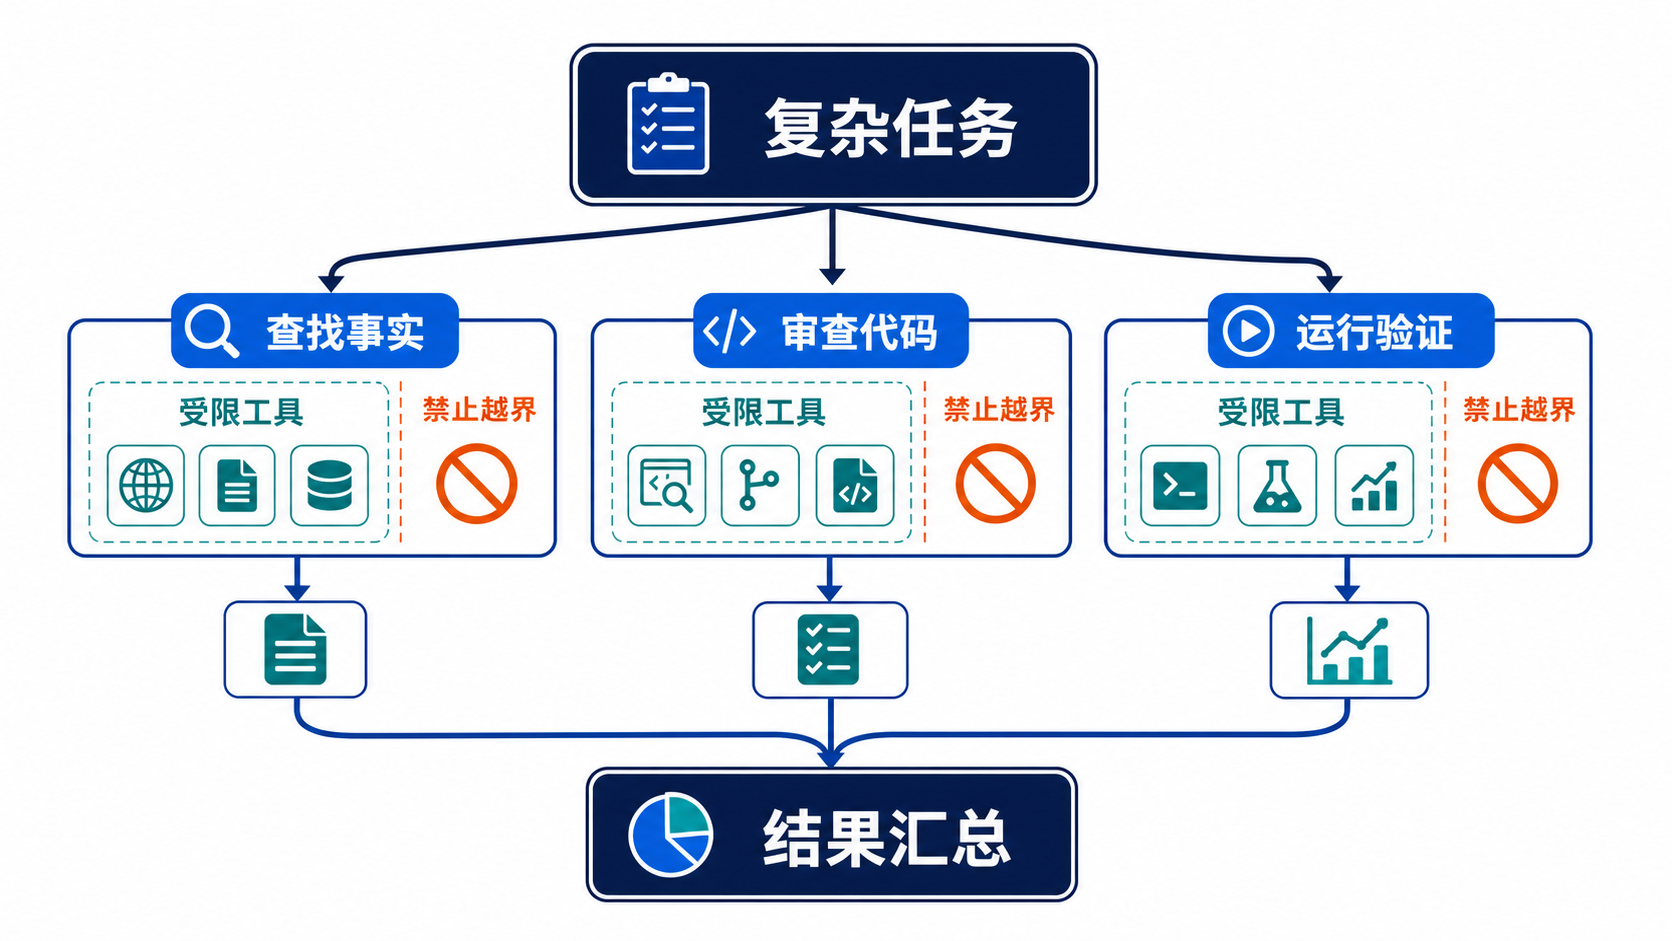 复杂任务
查找事实
受限工具
禁止越界
审查代码
受限工具
禁止越界
运行验证
受限工具
禁止越界
结果汇总